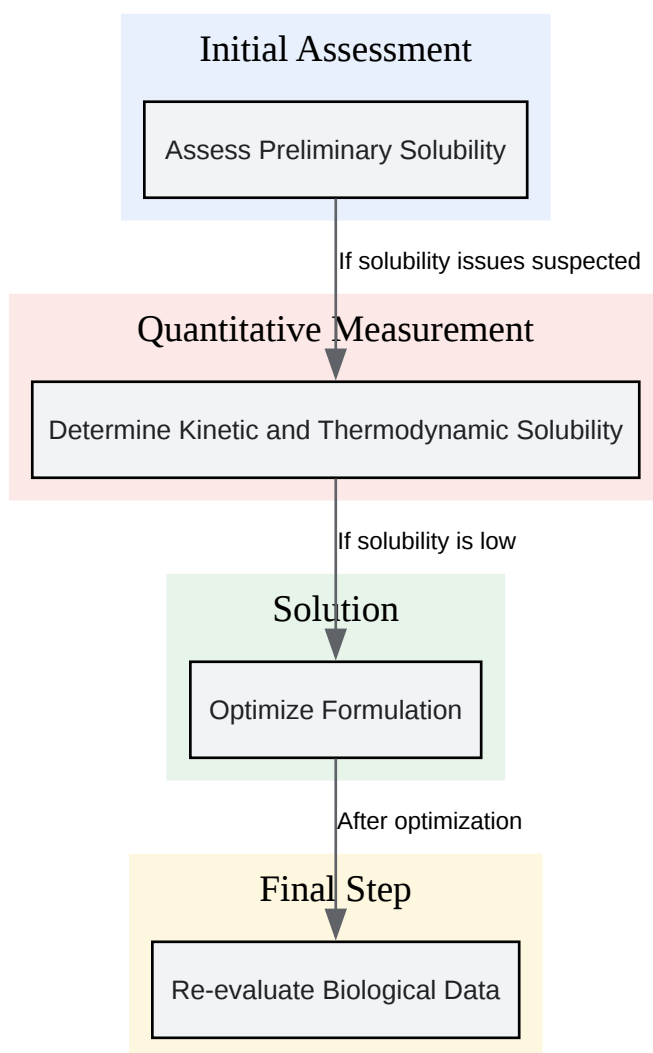 Initial Assessment
Assess Preliminary Solubility
If solubility issues suspected
Quantitative Measurement
Determine Kinetic and Thermodynamic Solubility
If solubility is low
Solution
Optimize Formulation
After optimization
Final Step
Re-evaluate Biological Data